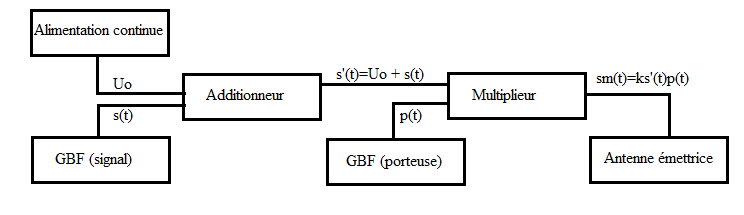 Alimentation continue
Uo
s(t)
GBF (signal)
Additionneur
s'(t)=Uo + s(t)
p(t)
GBF (porteuse)
Multiplieur
sm(t)=ks'(t)p(t)
Antenne émettrice